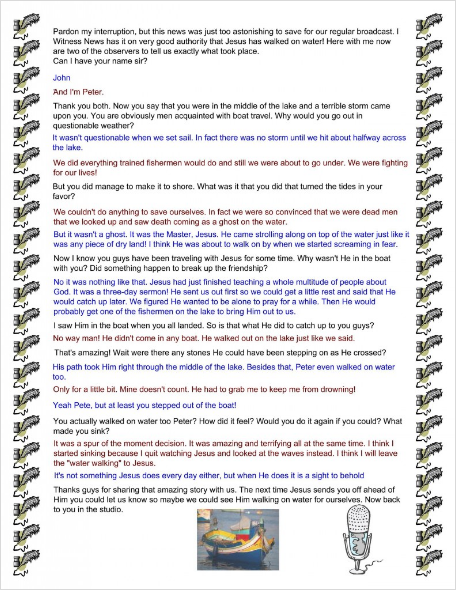 Pardon my interruption, but this news was just too astonishing to save for our regular broadcast. I
Witness News has it on very good authority that Jesus has walked on water! Here with me now
are two of the observers to tell us exactly what took place.
Can I have your name sir?
John
And I'm Peter.
Thank you both. Now you say that you were in the middle of the lake and a terrible storm came
upon you. You are obviously men acquainted with boat travel. Why would you go out in
questionable weather?
It wasn't questionable when we set sail. In fact there was no storm until we hit about halfway across
the lake.
We did everything trained fishermen would do and still we were about to go under. We were fighting
for our lives!
But you did manage to make it to shore. What was it that you did that turned the tides in your
favor?
We couldn't do anything to save ourselves. In fact we were so convinced that we were dead men
that we looked up and saw death coming as a ghost on the water.
But it wasn't a ghost. It was the Master, Jesus. He came strolling along on top of the water just like it
was any piece of dry land! I think He was about to walk on by when we started screaming in fear.
Now I know you guys have been traveling with Jesus for some time. Why wasn't He in the boat
with you? Did something happen to break up the friendship?
No it was nothing like that. Jesus had just finished teaching a whole multitude of people about
God. It was a three-day sermon! He sent us out first so we could get a little rest and said that He
would catch up later. We figured He wanted to be alone to pray for a while. Then He would
probably get one of the fishermen on the lake to bring Him out to us.
I saw Him in the boat when you all landed. So is that what He did to catch up to you guys?
No way man! He didn't come in any boat. He walked out on the lake just like we said.
That's amazing! Wait were there any stones He could have been stepping on as He crossed?
His path took Him right through the middle of the lake. Besides that, Peter even walked on water
too.
Only for a little bit. Mine doesn't count. He had to grab me to keep me from drowning!
Yeah Pete, but at least you stepped out of the boat!
You actually walked on water too Peter? How did it feel? Would you do it again if you could? What
made you sink?
It was a spur of the moment decision. It was amazing and terrifying all at the same time. I think I
started sinking because I quit watching Jesus and looked at the waves instead. I think I will leave
the "water walking" to Jesus.
It's not something Jesus does every day either, but when He does it is a sight to behold
Thanks guys for sharing that amazing story with us. The next time Jesus sends you off ahead of
Him you could let us know so maybe we could see Him walking on water for ourselves. Now back
to you in the studio.